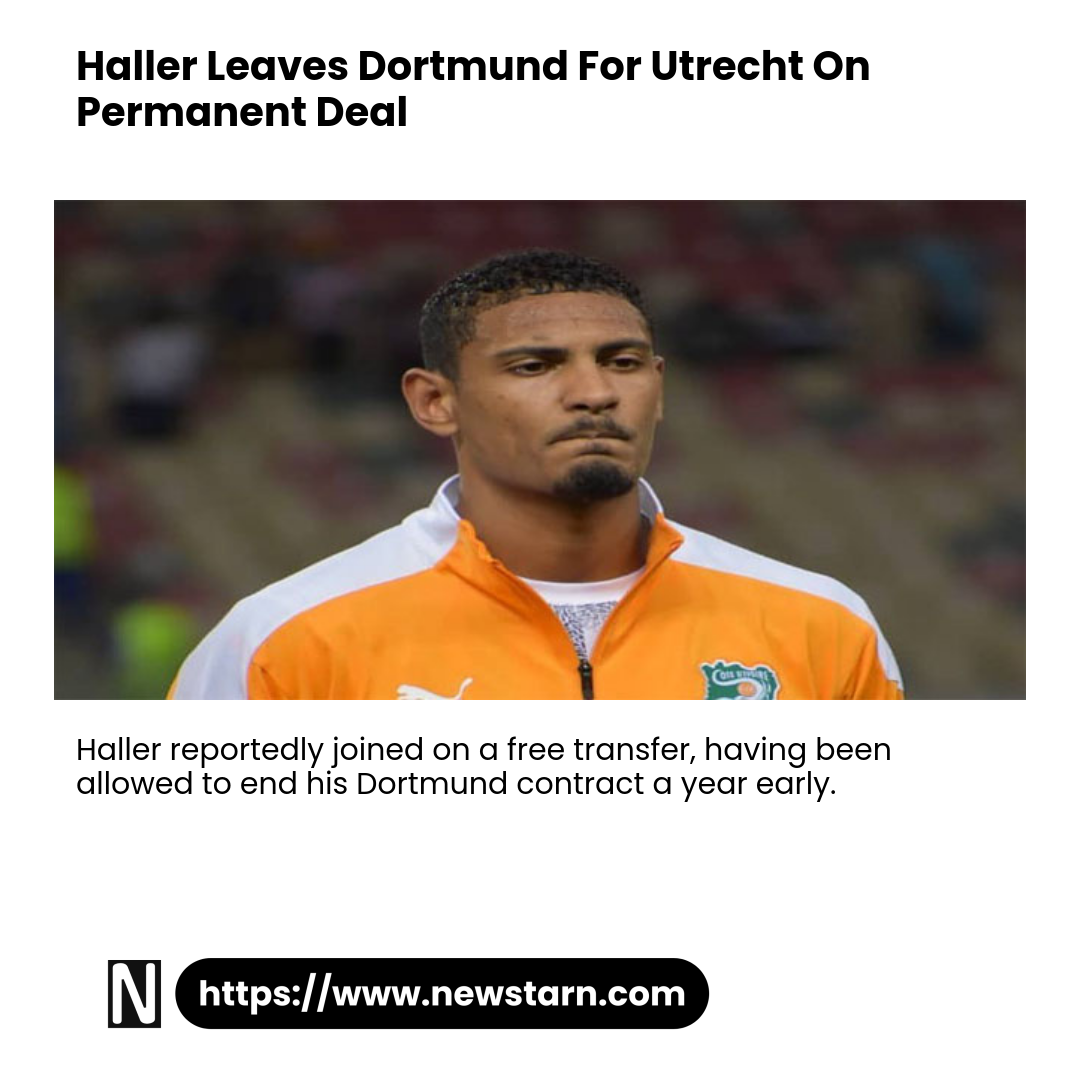 Haller Leaves Dortmund For Utrecht On
Permanent Deal
Haller reportedly joined on a free transfer, having been
allowed to end his Dortmund contract a year early.
N
https://www.newstarn.com